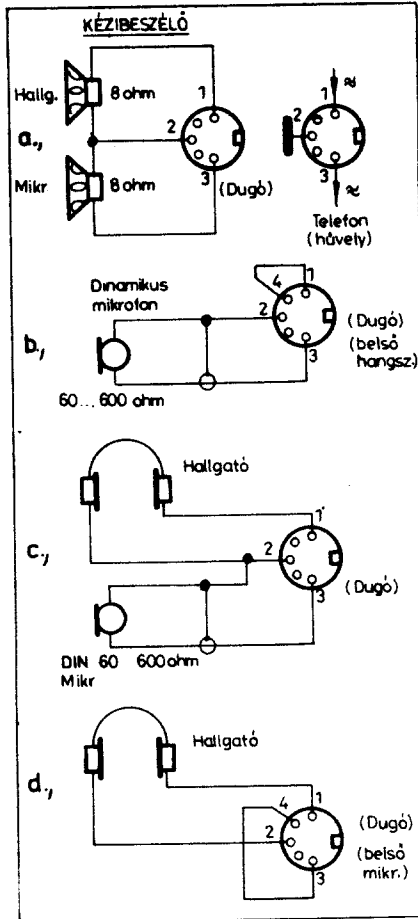 KÉZIBESZÉLŐ
Hallg.
8 ohm
1
2
3
a.,
Mikr
8 ohm
(Dugó)
≈
1
2
3
≈
Telefon
(hüvely)
Dinamikus
mikrofon
1
4
2
3
b.,
(Dugó)
(belső
hangsz.)
60...600 ohm
Hallgató
1
2
3
c.,
(Dugó)
DIN 60 600 ohm
Mikr
Hallgató
d.,
4
1
2
3
(Dugó)
(belső
mikr.)